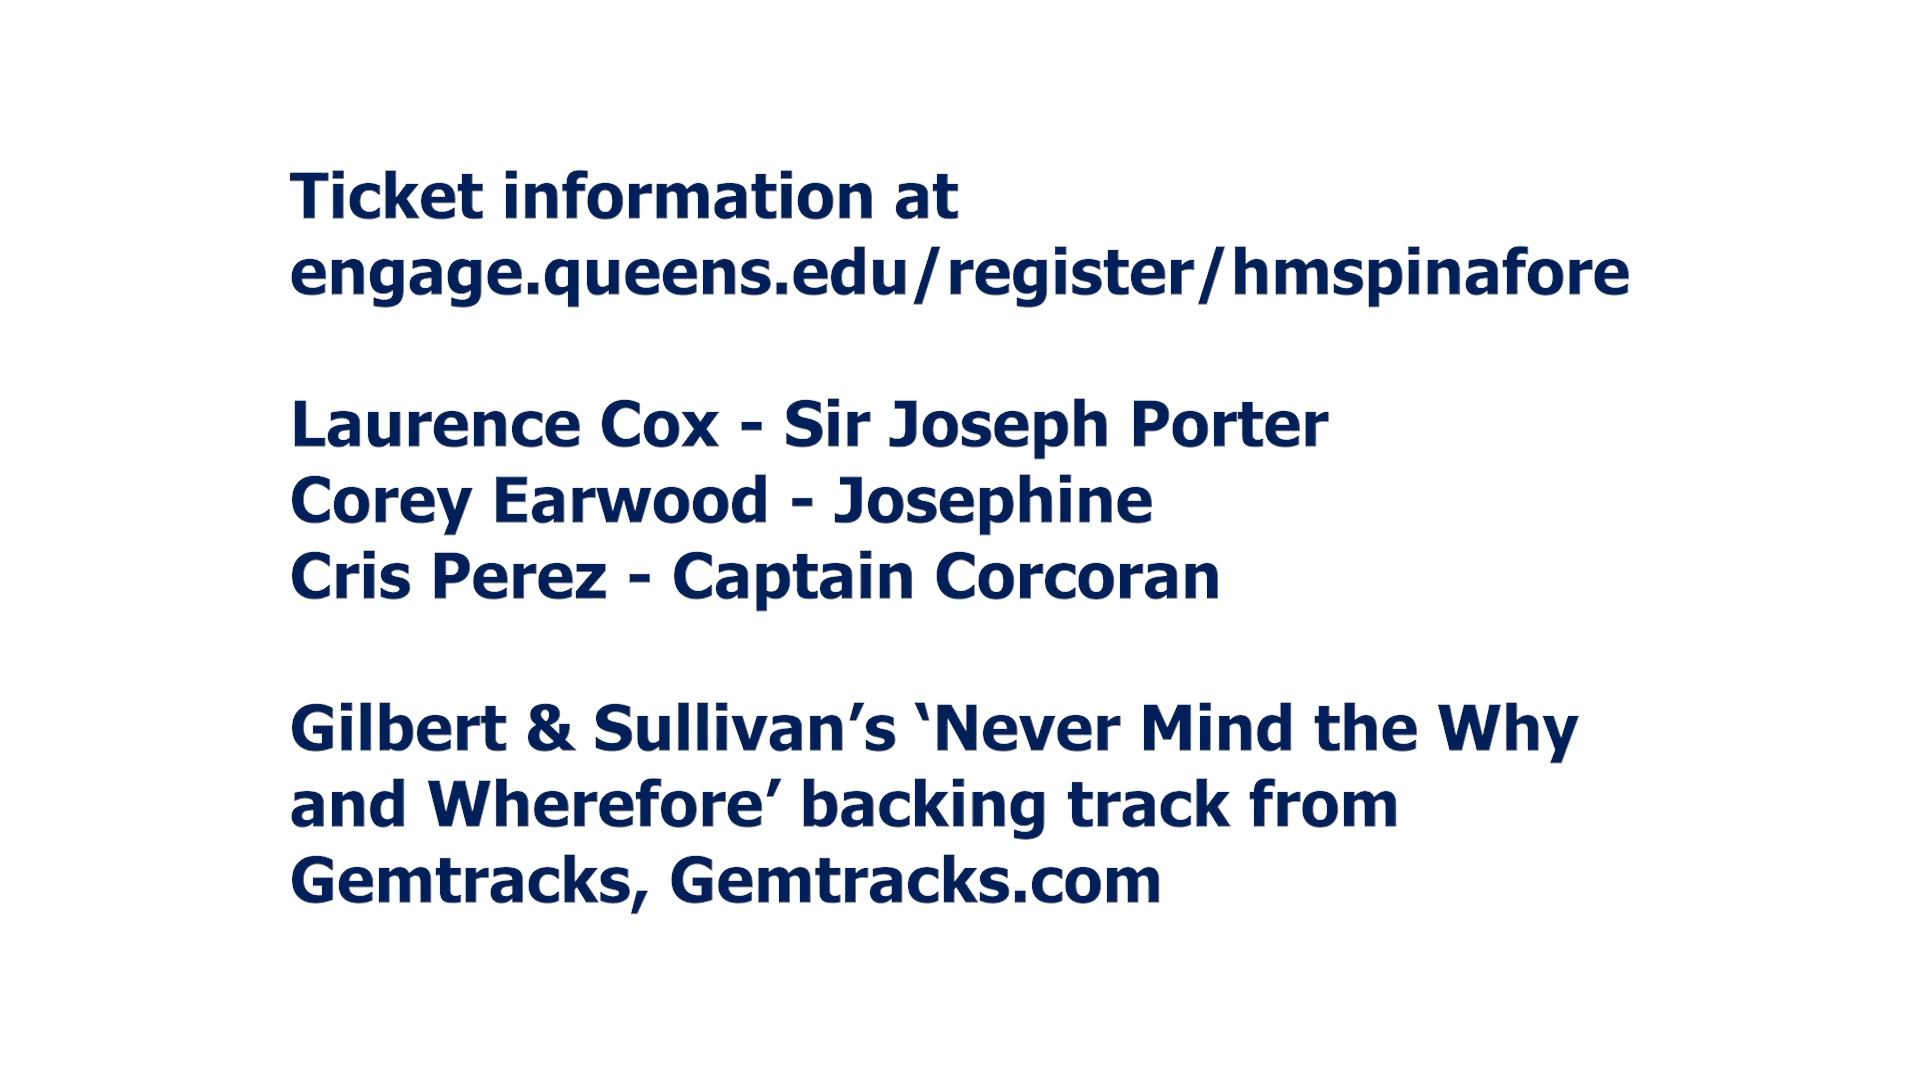 Ticket information at
engage.queens.edu/register/hmspinafore
Laurence Cox - Sir Joseph Porter
Corey Earwood - Josephine
Cris Perez - Captain Corcoran
Gilbert & Sullivan’s ‘Never Mind the Why
and Wherefore’ backing track from
Gemtracks, Gemtracks.com